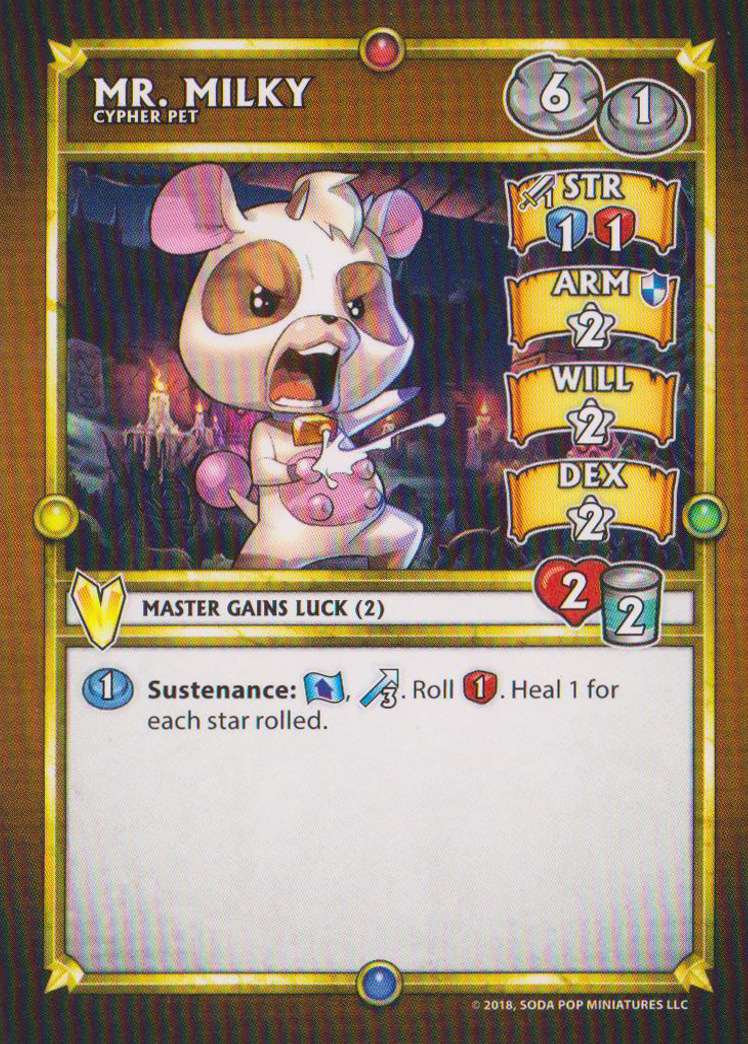 MR. MILKY
CYPHER PET
6 1
STR
1 1
ARM
2
WILL
2
DEX
2
MASTER GAINS LUCK (2)
2 2
1 Sustenance: , 3. Roll 1. Heal 1 for
each star rolled.
© 2018, SODA POP MINIATURES LLC